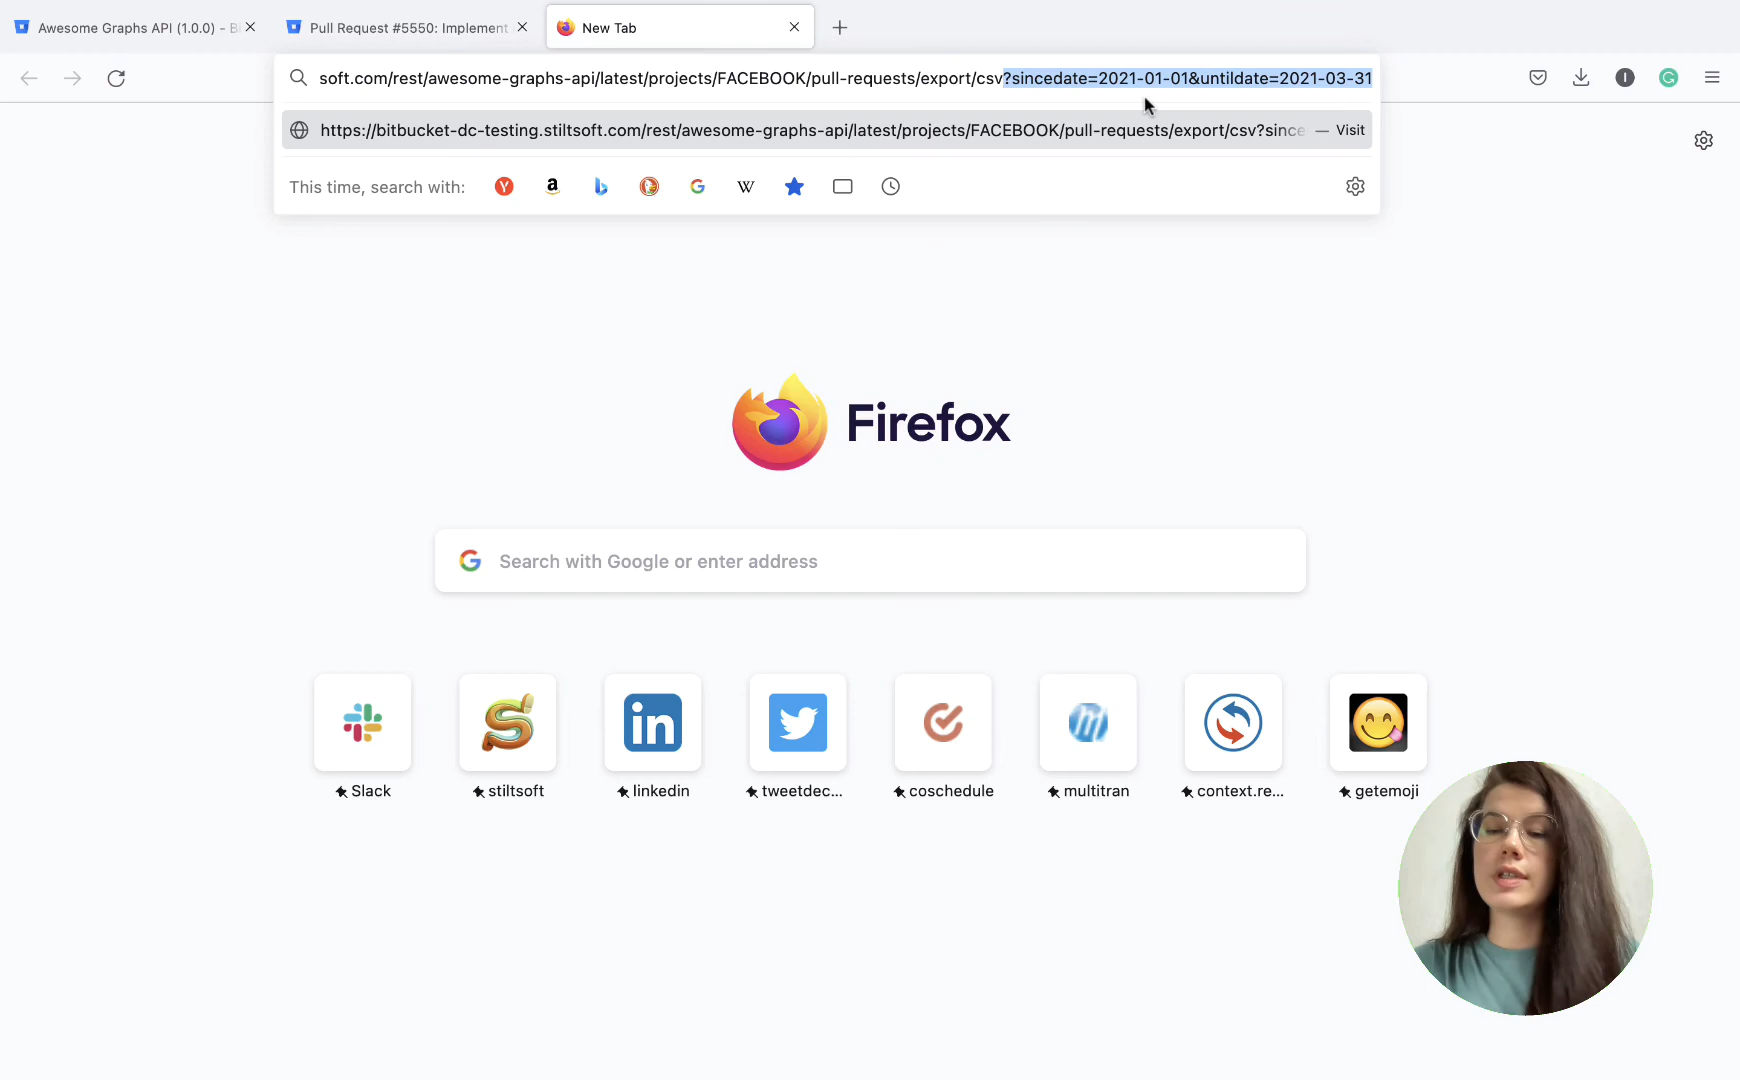 Awesome Graphs API (1.0.0) - Bi
Pull Request #5550: Implement
New Tab
soft.com/rest/awesome-graphs-api/latest/projects/FACEBOOK/pull-requests/export/csv?sincedate=2021-01-01&untildate=2021-03-31
https://bitbucket-dc-testing.stiltsoft.com/rest/awesome-graphs-api/latest/projects/FACEBOOK/pull-requests/export/csv?since — Visit
This time, search with:
Firefox
Search with Google or enter address
Slack
stiltsoft
linkedin
tweetdec...
coschedule
multitran
context.re...
getemoji